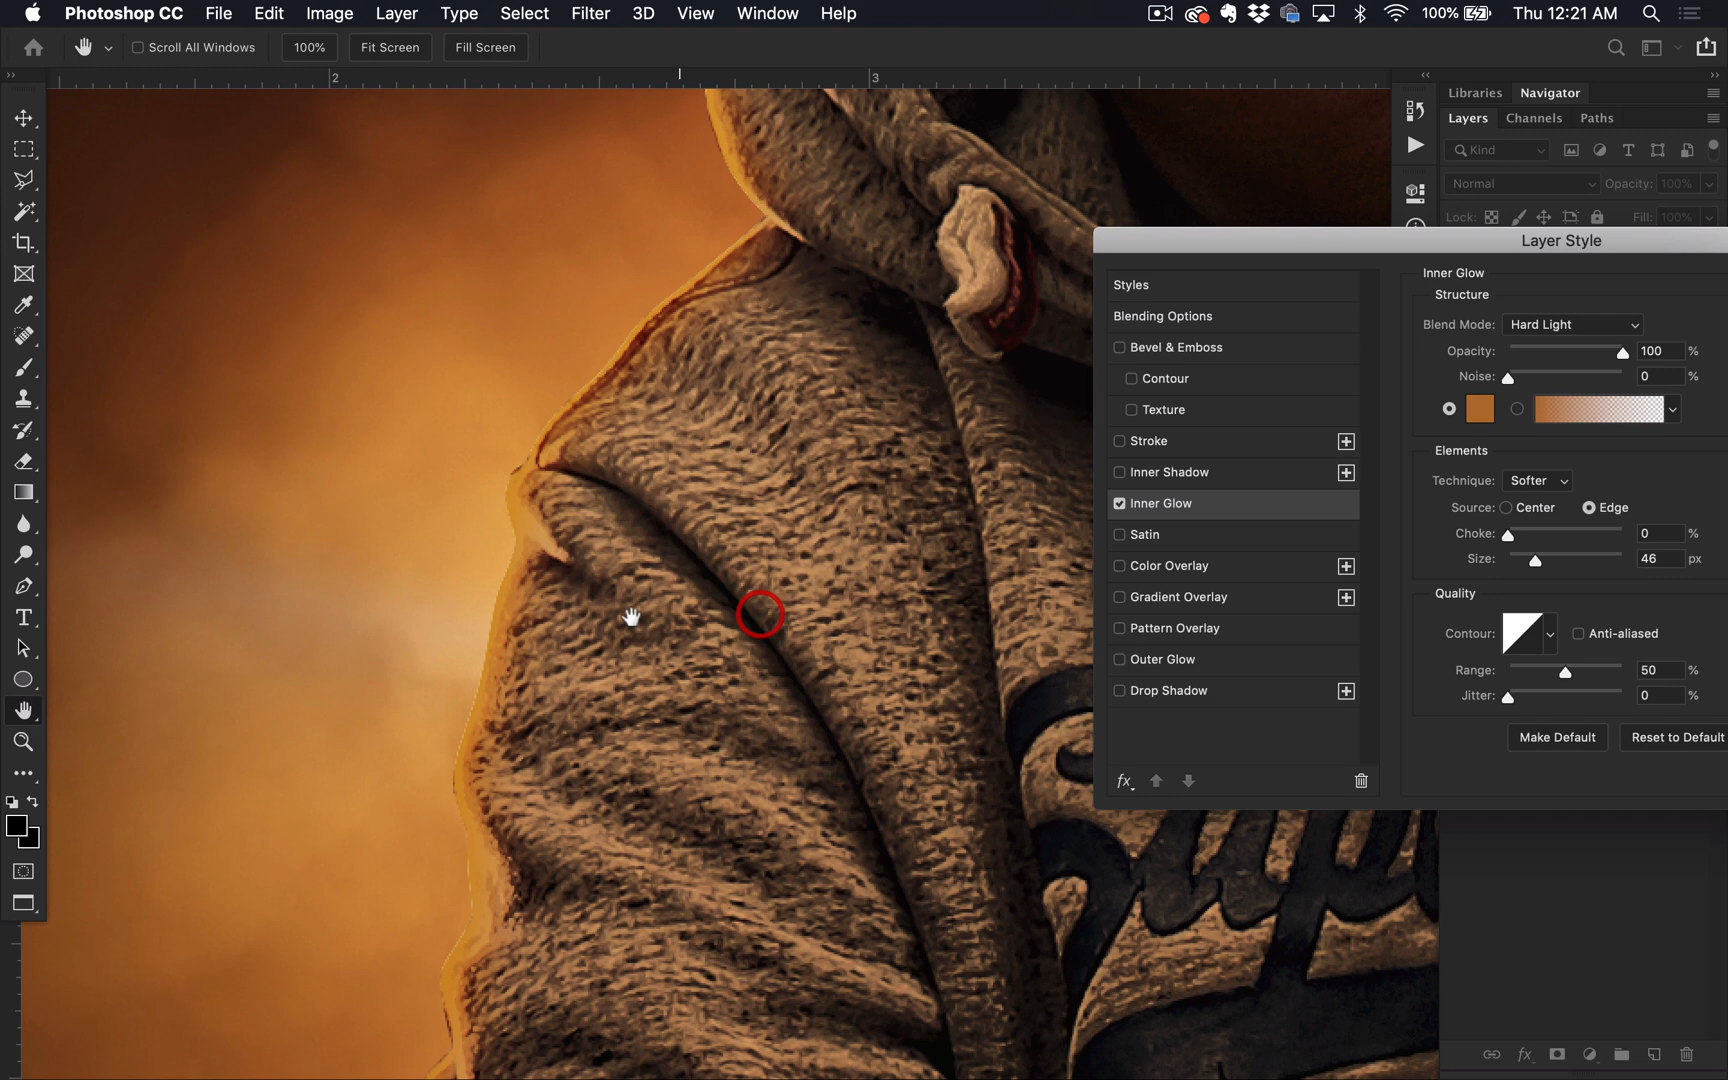 Photoshop CC File Edit Image Layer Type Select Filter 3D View Window Help 100% Thu 12:21 AM
Scroll All Windows 100% Fit Screen Fill Screen
2 3
Libraries Navigator
Layers Channels Paths
Kind
Normal Opacity: 100%
Lock: Fill: 100%
Layer Style
Styles
Blending Options
Bevel & Emboss
Contour
Texture
Stroke
Inner Shadow
Inner Glow
Satin
Color Overlay
Gradient Overlay
Pattern Overlay
Outer Glow
Drop Shadow
fx
Inner Glow
Structure
Blend Mode: Hard Light
Opacity: 100 %
Noise: 0 %
Elements
Technique: Softer
Source: Center Edge
Choke: 0 %
Size: 46 px
Quality
Contour: Anti-aliased
Range: 50 %
Jitter: 0 %
Make Default Reset to Default
fx